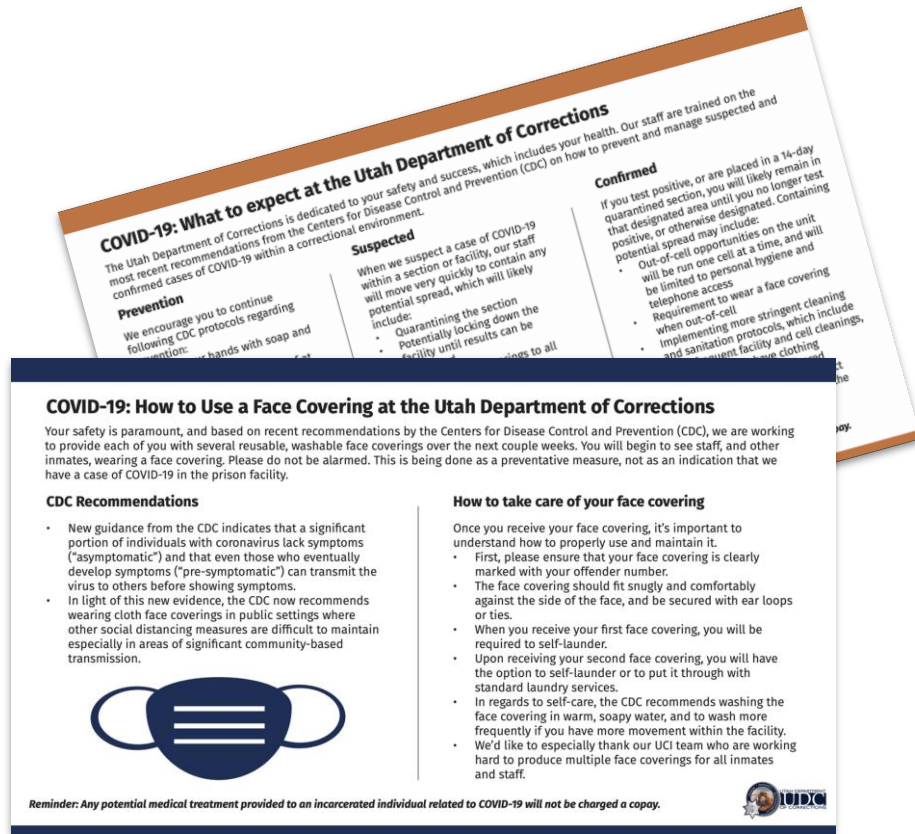 COVID-19: What to expect at the Utah Department of Corrections
The Utah Department of Corrections is dedicated to your safety and success, which includes your health. Our staff are trained on the
most recent recommendations from the Centers for Disease Control and Prevention (CDC) on how to prevent and manage suspected and
confirmed cases of COVID-19 within a correctional environment.
Prevention
We encourage you to continue
following CDC protocols regarding
hands with soap and
Suspected
When we suspect a case of COVID-19
within a section or facility, our staff
will move very quickly to contain any
potential spread, which will likely
include:
• Quarantining the section
• Potentially locking down the
facility until results can be
to all
Confirmed
If you test positive, or are placed in a 14-day
quarantined section, you will likely remain in
that designated area until you no longer test
positive, or otherwise designated. Containing
potential spread may include:
• Out-of-cell opportunities on the unit
will be run one cell at a time, and will
be limited to personal hygiene and
telephone access
• Requirement to wear a face covering
when out-of-cell
• Implementing more stringent cleaning
and sanitation protocols, which include
facility and cell cleanings,
have clothing
COVID-19: How to Use a Face Covering at the Utah Department of Corrections
Your safety is paramount, and based on recent recommendations by the Centers for Disease Control and Prevention (CDC), we are working
to provide each of you with several reusable, washable face coverings over the next couple weeks. You will begin to see staff, and other
inmates, wearing a face covering. Please do not be alarmed. This is being done as a preventative measure, not as an indication that we
have a case of COVID-19 in the prison facility.
CDC Recommendations
• New guidance from the CDC indicates that a significant
portion of individuals with coronavirus lack symptoms
("asymptomatic") and that even those who eventually
develop symptoms ("pre-symptomatic") can transmit the
virus to others before showing symptoms.
• In light of this new evidence, the CDC now recommends
wearing cloth face coverings in public settings where
other social distancing measures are difficult to maintain
especially in areas of significant community-based
transmission.
How to take care of your face covering
Once you receive your face covering, it's important to
understand how to properly use and maintain it.
• First, please ensure that your face covering is clearly
marked with your offender number.
• The face covering should fit snugly and comfortably
against the side of the face, and be secured with ear loops
or ties.
• When you receive your first face covering, you will be
required to self-launder.
• Upon receiving your second face covering, you will have
the option to self-launder or to put it through with
standard laundry services.
• In regards to self-care, the CDC recommends washing the
face covering in warm, soapy water, and to wash more
frequently if you have more movement within the facility.
• We'd like to especially thank our UCI team who are working
hard to produce multiple face coverings for all inmates
and staff.
Reminder: Any potential medical treatment provided to an incarcerated individual related to COVID-19 will not be charged a copay.
UTAH DEPARTMENT
UDC
OF CORRECTIONS